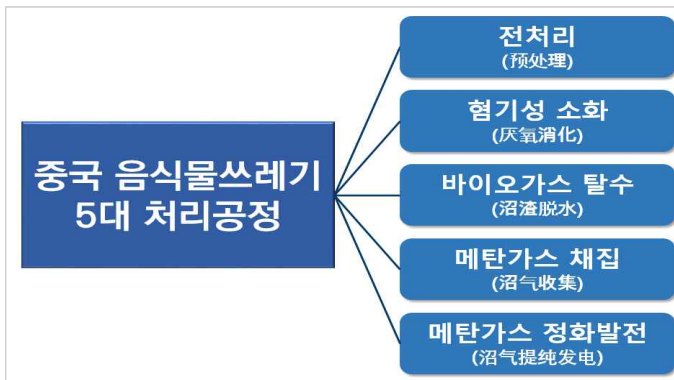 중국 음식물쓰레기
5대 처리공정
전처리
(预处理)
혐기성 소화
(厌氧消化)
바이오가스 탈수
(沼渣脱水)
메탄가스 채집
(沼气收集)
메탄가스 정화발전
(沼气提纯发电)